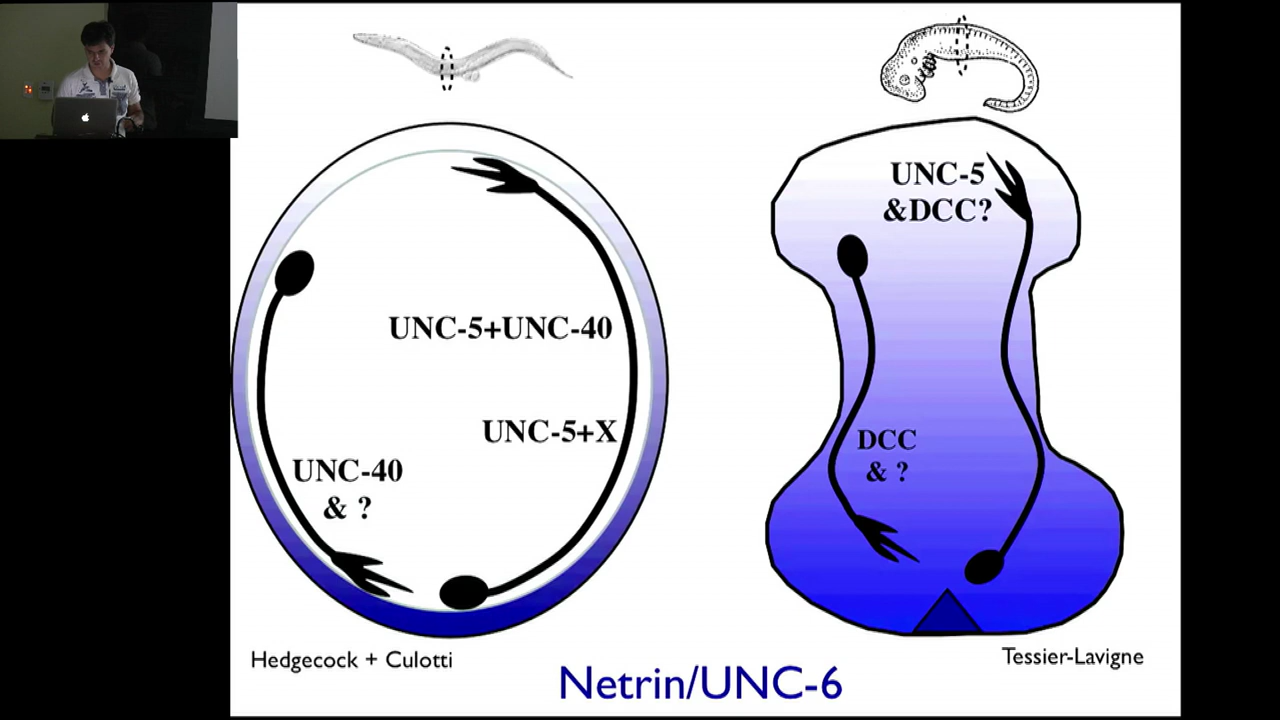 UNC-5
&DCC?
UNC-5+UNC-40
UNC-5+X
UNC-40
& ?
DCC
& ?
Hedgecock + Culotti
Tessier-Lavigne
Netrin/UNC-6